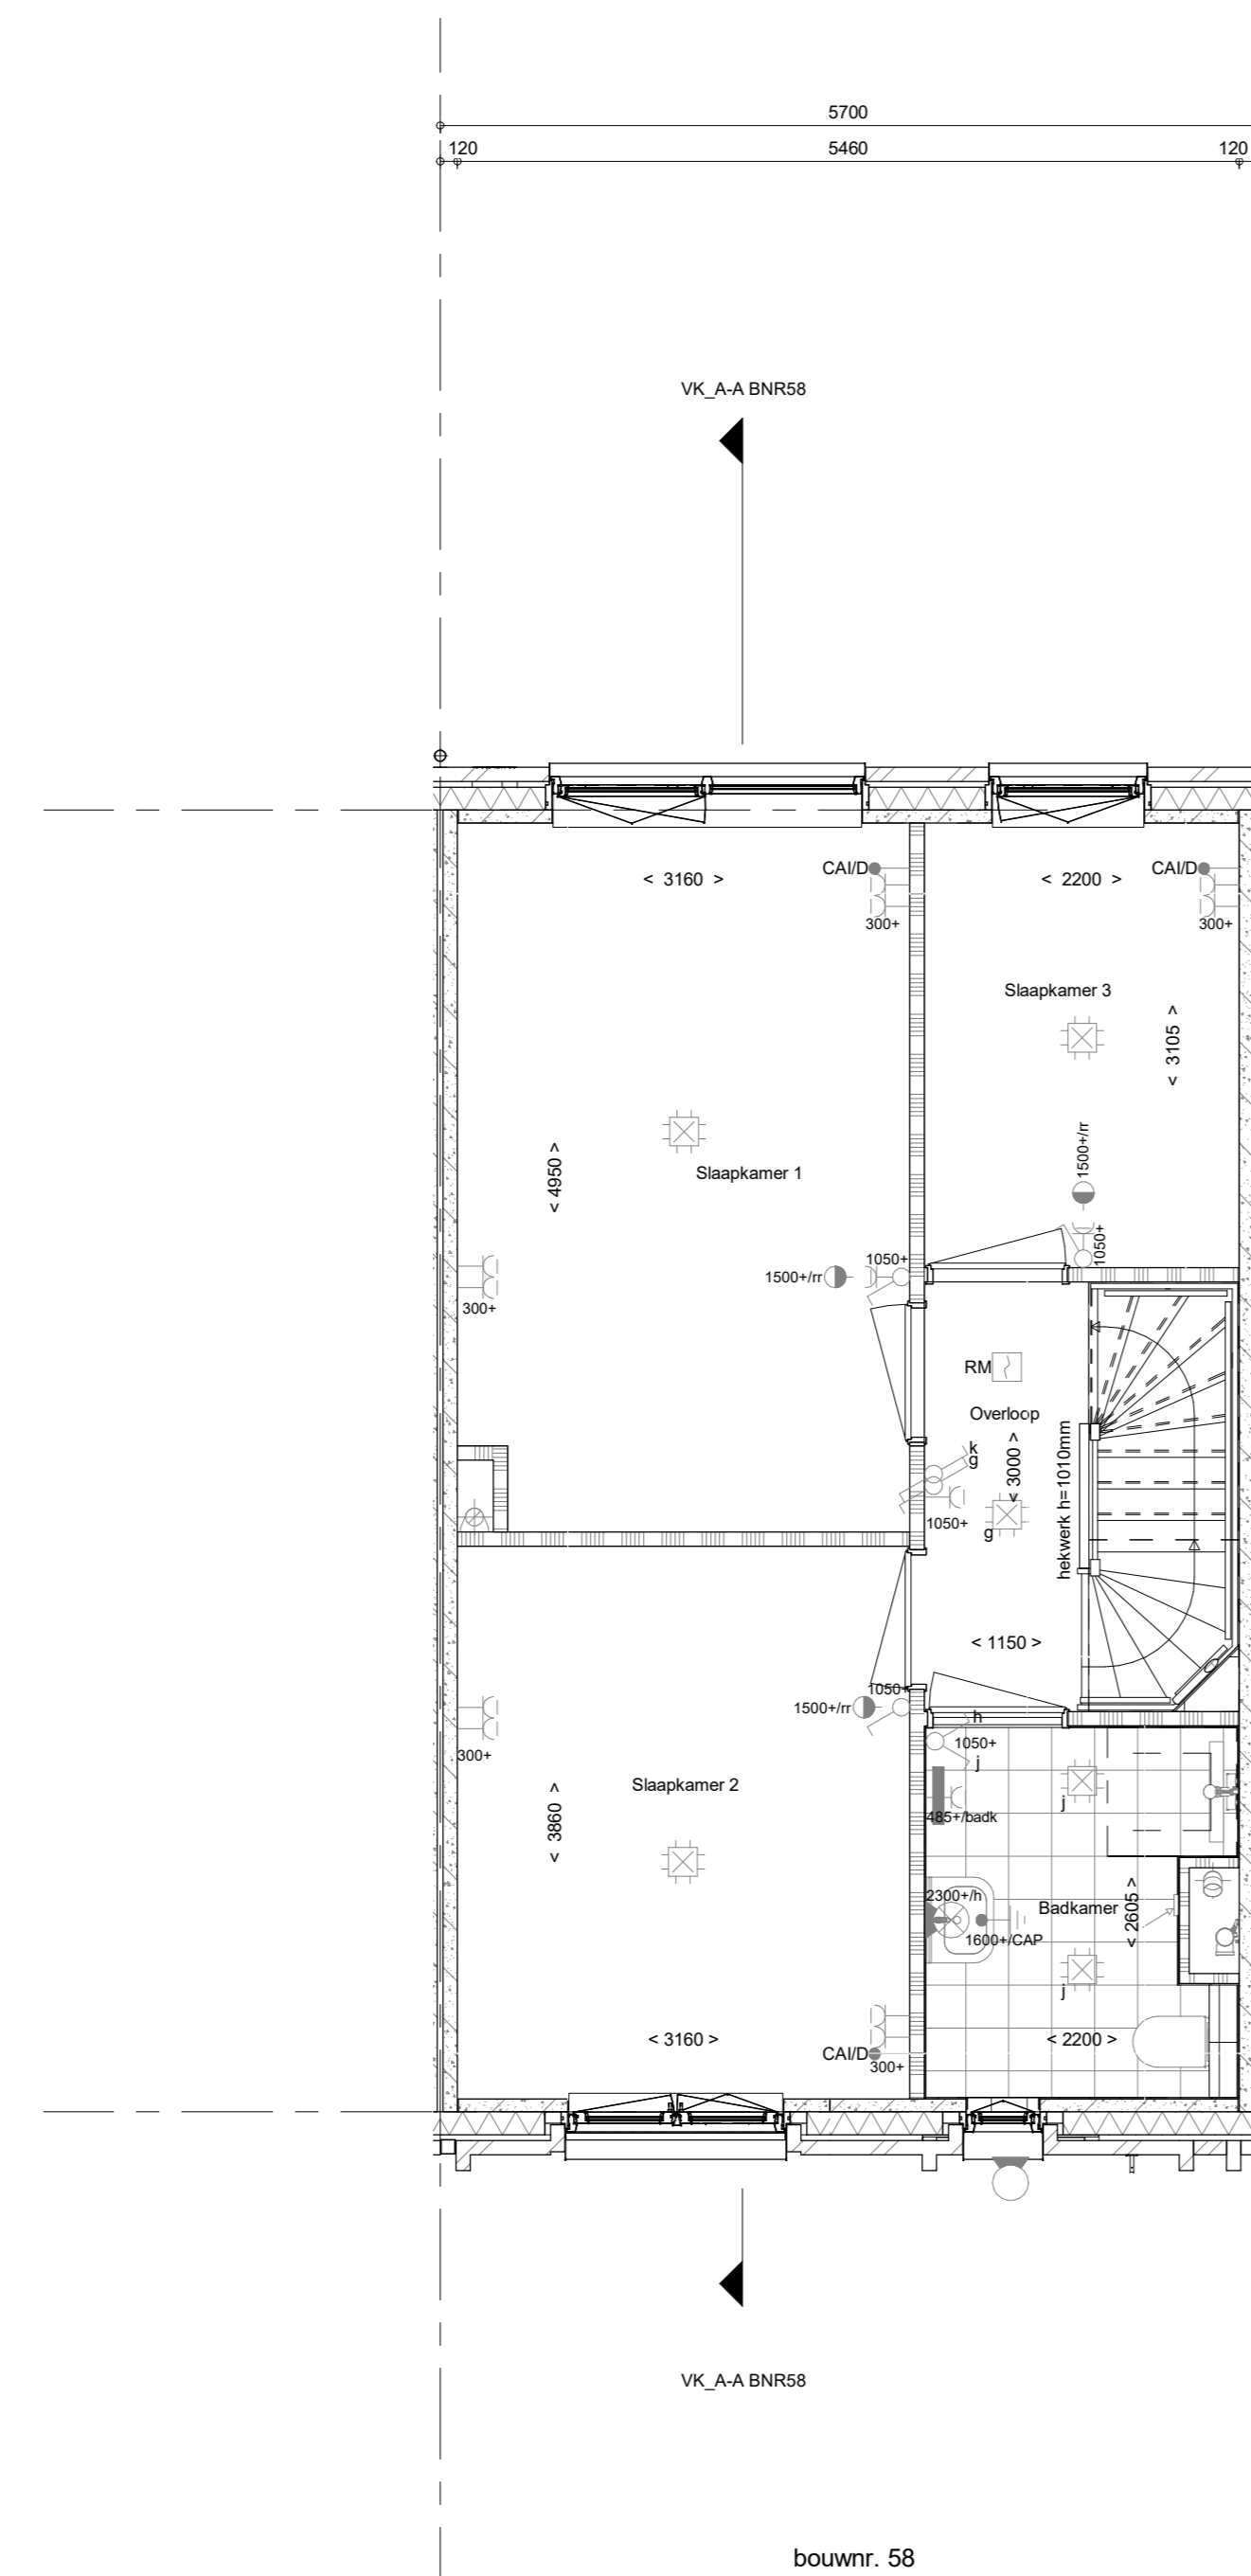 5700
120 5460 120
VK_A-A BNR58
CAI/D CAI/D
< 3160 > < 2200 >
300+ 300+
Slaapkamer 3
< 3105 >
1500+/rr
< 4950 >
Slaapkamer 1
1050+
1050+
1500+/rr
300+
RM
Overloop
k
g
< 3000 >
hekwerk h=1010mm
1050+
g
< 1150 >
1050+
1500+/rr
h
1050+
300+
j
Slaapkamer 2
j
485+/badk
< 3860 >
2300+/h
Badkamer
< 2605 >
1600+/CAP
j
< 3160 > < 2200 >
CAI/D
300+
VK_A-A BNR58
bouwnr. 58